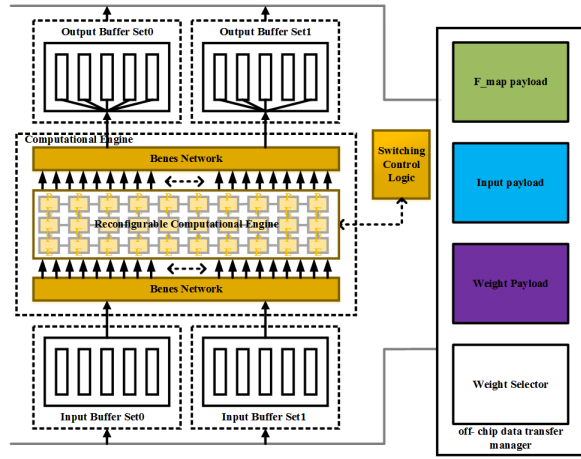 Output Buffer Set0
Output Buffer Set1
F_map payload
Computational Engine
Benes Network
Switching
Control
Logic
Input payload
Reconfigurable Computational Engine
Weight Payload
Benes Network
Weight Selector
Input Buffer Set0
Input Buffer Set1
off- chip data transfer
manager